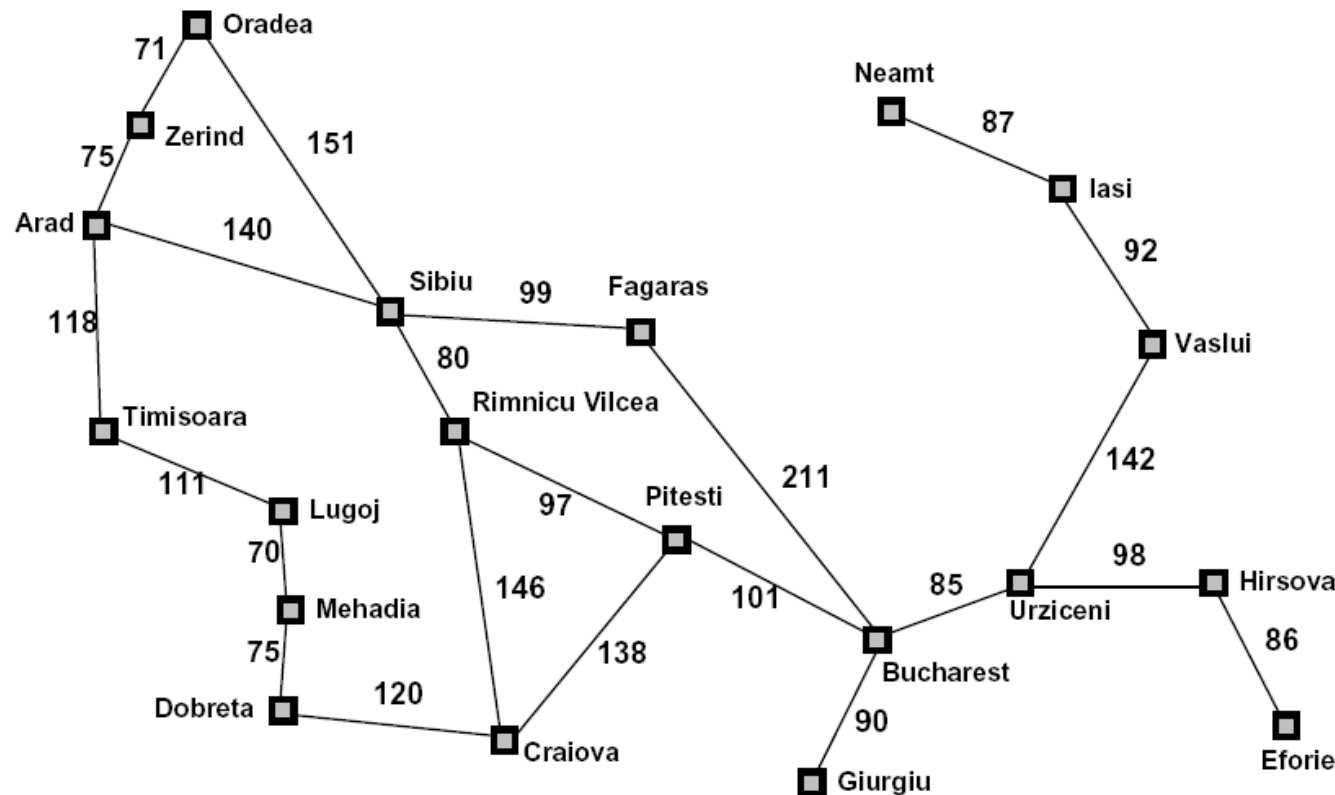 Oradea
71
Neamt
87
Zerind
151
75
Iasi
Arad
140
92
Sibiu
99
Fagaras
118
Vaslui
80
Timisoara
Rimnicu Vilcea
142
211
111
Lugoj
97
Pitesti
70
98
Hirsova
146
101
85
Urziceni
Mehadia
86
75
138
Bucharest
Dobreta
120
90
Craiova
Eforie
Giurgiu